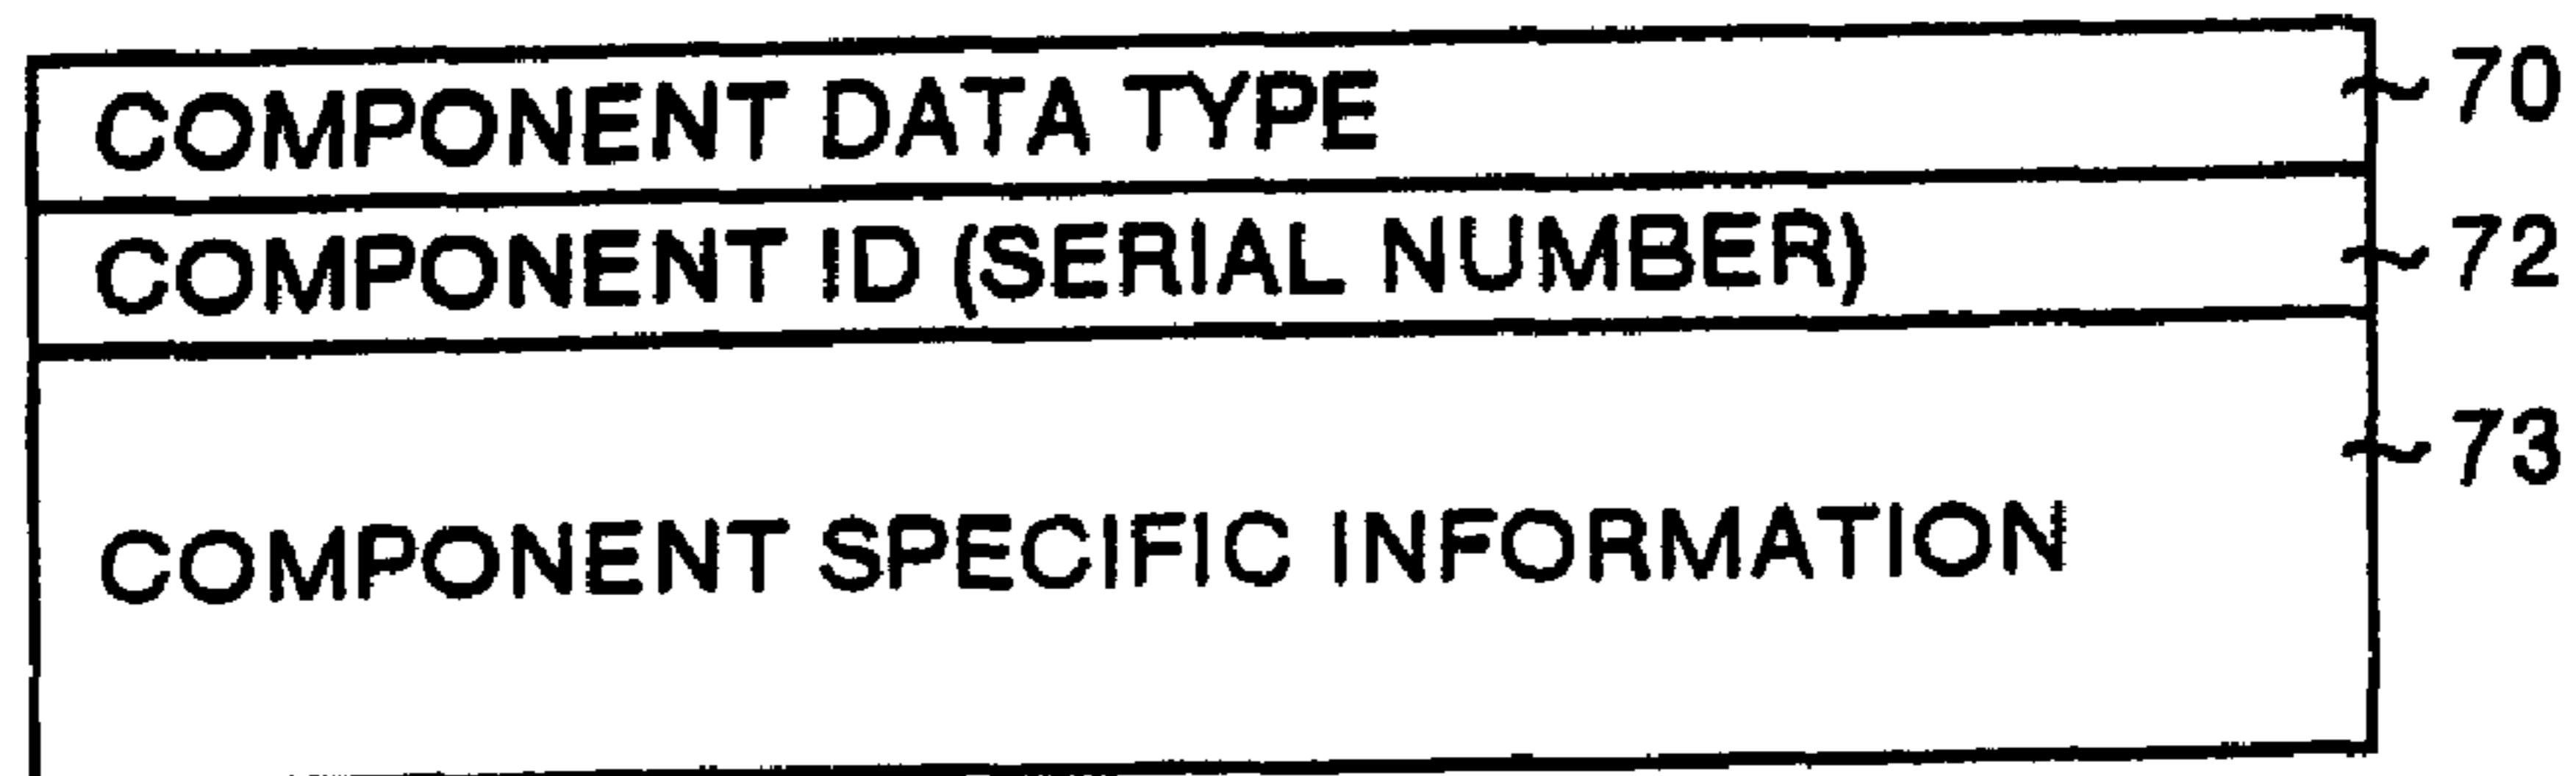 COMPONENT DATA TYPE 70
COMPONENT ID (SERIAL NUMBER) 72
73
COMPONENT SPECIFIC INFORMATION